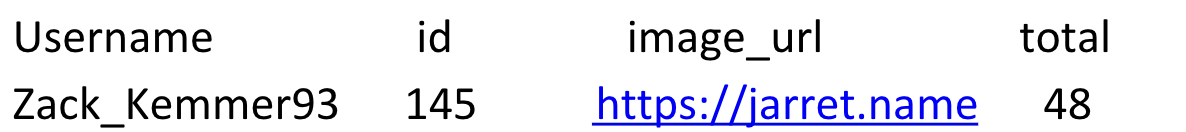 Username id image_url total
Zack_Kemmer93 145 https://jarret.name 48